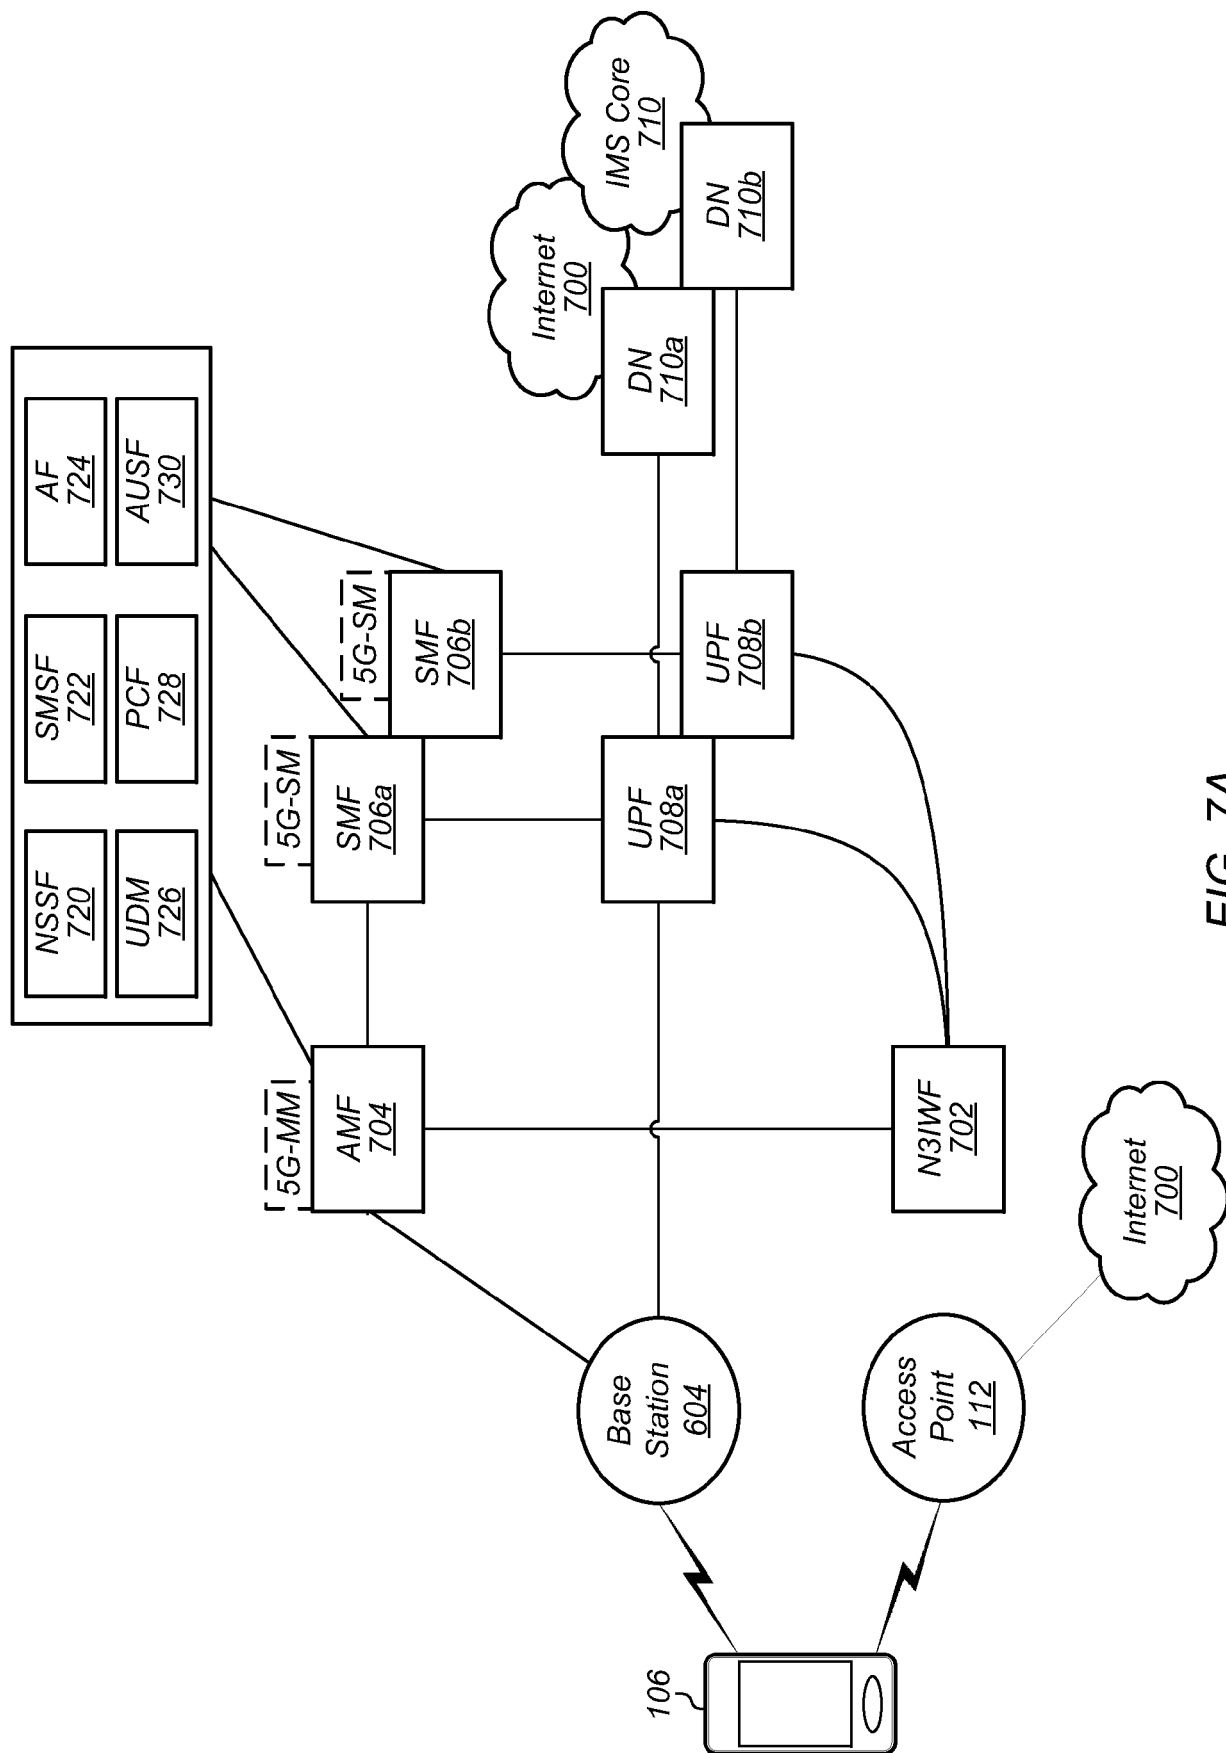 NSSF
720
SMSF
722
AF
724
UDM
726
PCF
728
AUSF
730
5G-MM
AMF
704
5G-SM
SMF
706a
5G-SM
SMF
706b
Internet
700
IMS Core
710
106
Base
Station
604
UPF
708a
UPF
708b
DN
710a
DN
710b
Access
Point
112
N3IWF
702
Internet
700
FIG. 7A